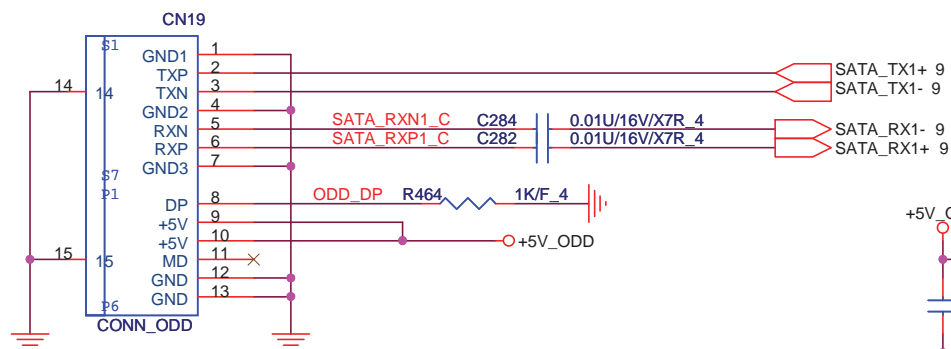 CN19
S1
GND1 1
TXP 2
SATA_TX1+ 9
14 14
TXN 3
SATA_TX1- 9
GND2 4
RXN 5 SATA_RXN1_C C284 0.01U/16V/X7R_4
SATA_RX1- 9
RXP 6 SATA_RXP1_C C282 0.01U/16V/X7R_4
SATA_RX1+ 9
GND3 7
S7
P1
DP 8 ODD_DP R464 1K/F_4
+5V 9
+5V 10
+5V_ODD
MD 11
15 15
GND 12
GND 13
P6
CONN_ODD